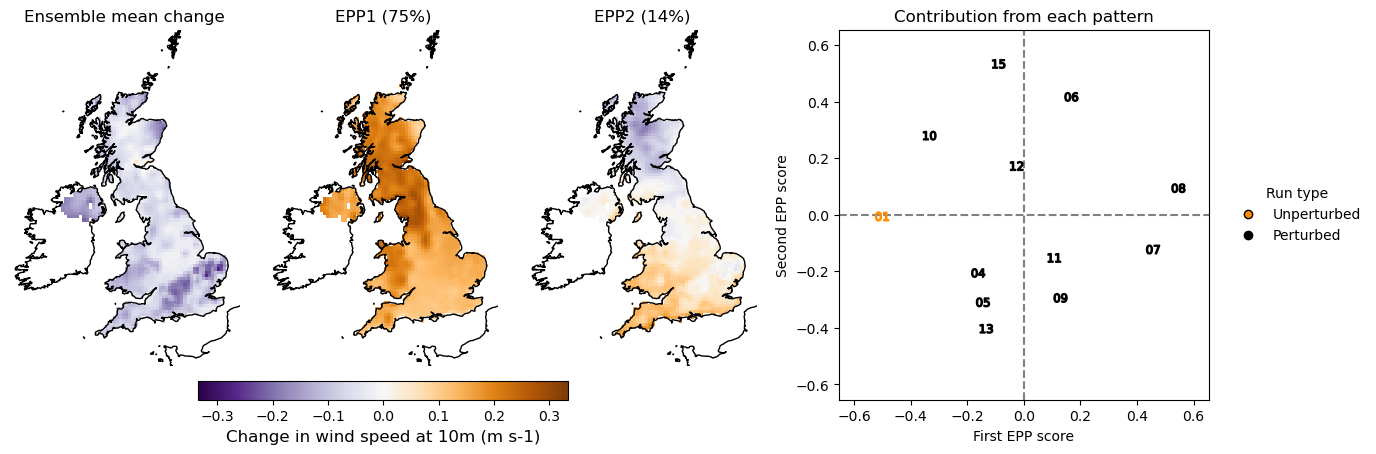 Ensemble mean change
EPP1 (75%)
EPP2 (14%)
−0.3 −0.2 −0.1 0.0 0.1 0.2 0.3
Change in wind speed at 10m (m s-1)
Contribution from each pattern
Second EPP score
0.6
0.4
0.2
0.0
−0.2
−0.4
−0.6
15
06
10
12
08
01
07
11
04
09
05
13
−0.6 −0.4 −0.2 0.0 0.2 0.4 0.6
First EPP score
Run type
Unperturbed
Perturbed